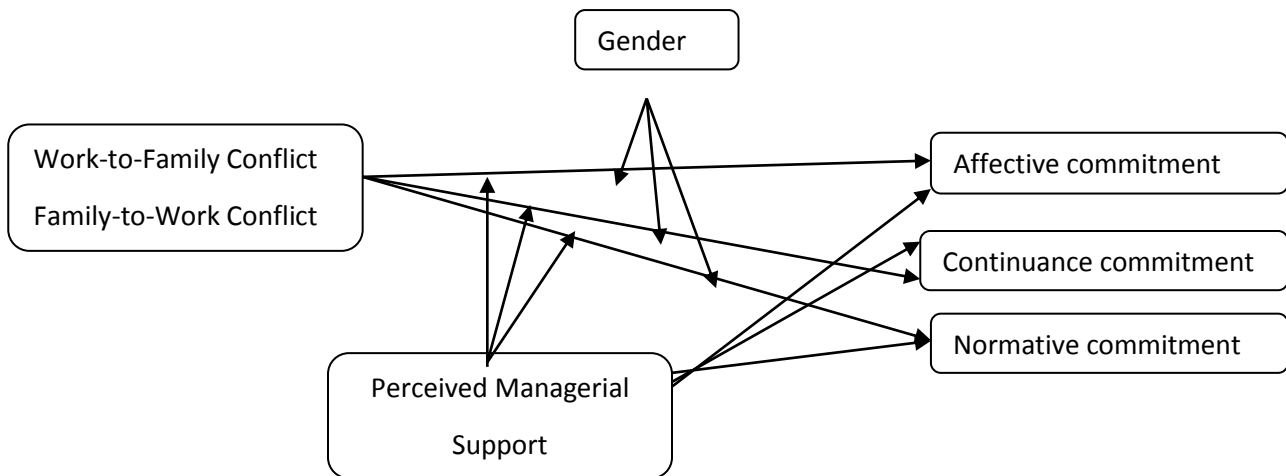 Gender
Work-to-Family Conflict
Family-to-Work Conflict
Affective commitment
Continuance commitment
Normative commitment
Perceived Managerial
Support